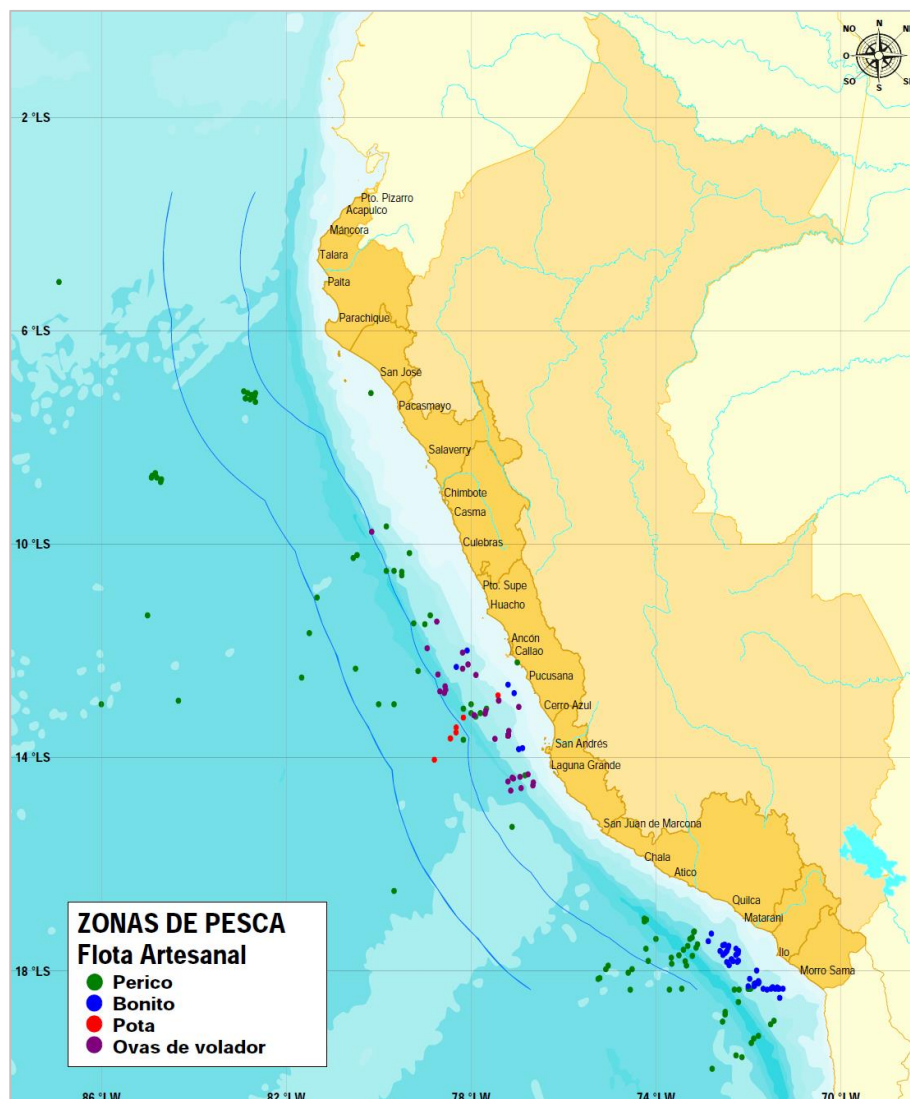 N
NO
NE
O
SO
S
2 °LS
Pto. Pizarro
Acapulco
Máncora
Talara
Paita
Parachique
6 °LS
San José
Pacasmayo
Salaverry
Chimbote
Casma
10 °LS
Culebras
Pto. Supe
Huacho
Ancón
Callao
Pucusana
Cerro Azul
San Andrés
14 °LS
Laguna Grande
San Juan de Marcona
Chala
Atico
Quilca
Matarani
Ilo
18 °LS
Morro Sama
ZONAS DE PESCA
Flota Artesanal
Perico
Bonito
Pota
Ovas de volador
86 °LW
82 °LW
78 °LW
74 °LW
70 °LW